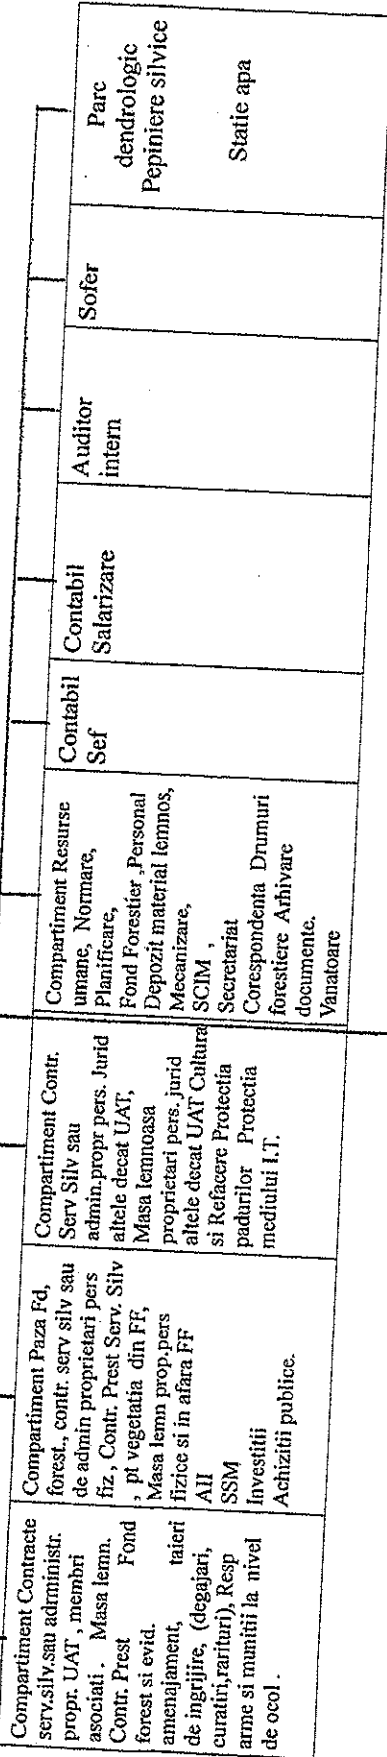 Compartiment Contracte
serv.silv.sau administr.
propr. UAT , membri
asociati . Masa lemn.
Contr. Prest Fond
forest si evid.
amenajament, taieri
de ingrijire, (degajari,
curatiri,rarituri), Resp
arme si munitii la nivel
de ocol .
Compartiment Paza Fd,
forest., contr. serv silv sau
de admin proprietari pers
fiz , Contr. Prest Serv. Silv
, pt vegetatia din FF,
Masa lemn prop.pers
fizice si in afara FF
AII
SSM
Investitii
Achizitii publice.
Compartiment Contr.
Serv Silv sau
admin.propr pers. Jurid
altele decat UAT,
Masa lemnoasa
proprietari pers. jurid
altele decat UAT Cultura
si Refacere Protectia
padurilor Protectia
mediului I.T.
Compartiment Resurse
umane, Normare,
Planificare,
Fond Forestier ,Personal
Depozit material lemnos,
Mecanizare,
SCIM ,
Secretariat
Corespondenta Drumuri
forestiere Arhivare
documente.
Vanatoare
Contabil
Sef
Contabil
Salarizare
Auditor
intern
Sofer
Parc
dendrologic
Pepiniere silvice
Statie apa